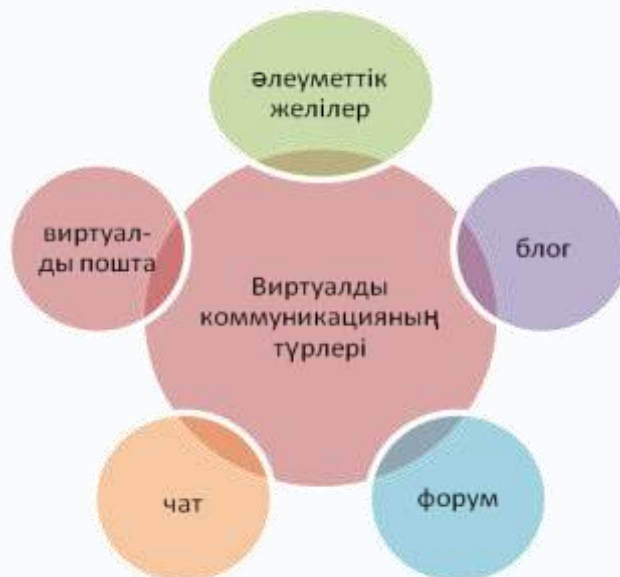 әлеуметтік
желілер
виртуал-
ды пошта
блог
Виртуалды
коммуникацияның
түрлері
чат
форум